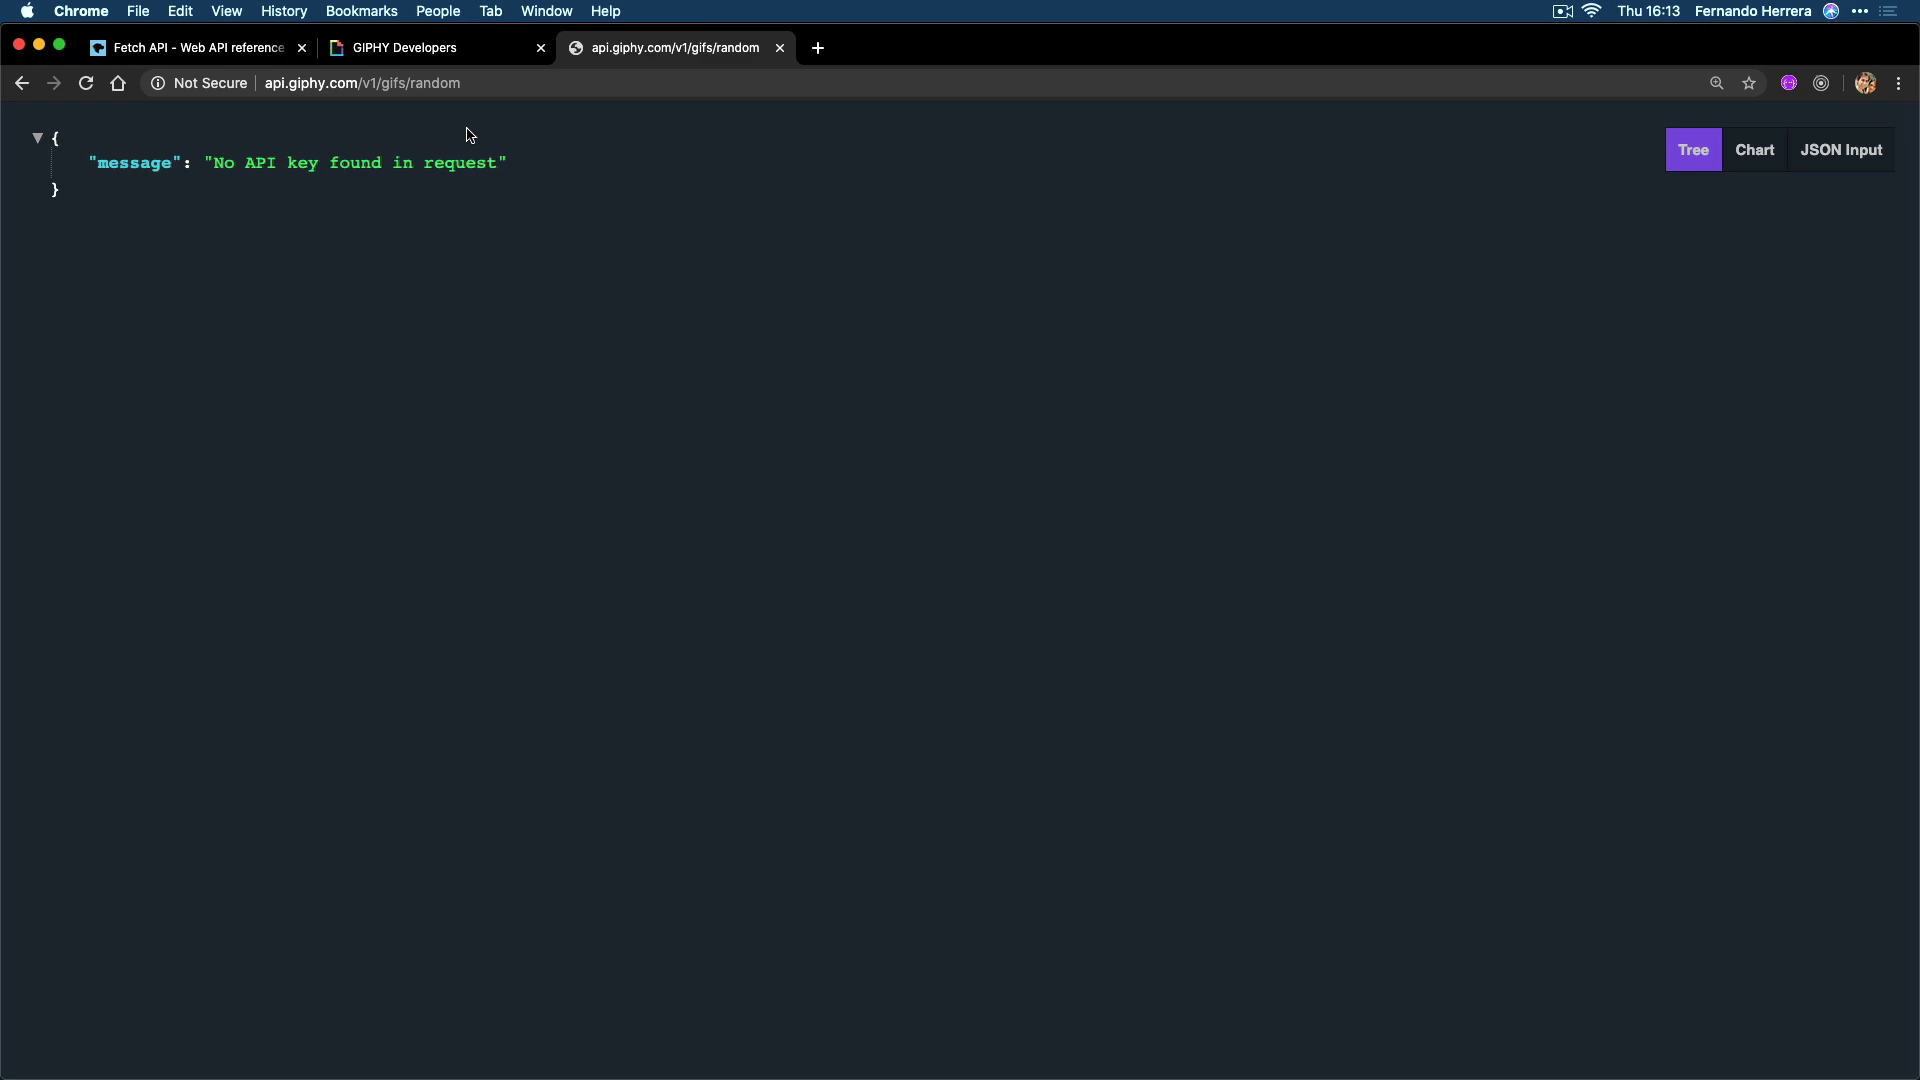 Chrome File Edit View History Bookmarks People Tab Window Help Thu 16:13 Fernando Herrera
Fetch API - Web API reference GIPHY Developers api.giphy.com/v1/gifs/random
Not Secure api.giphy.com/v1/gifs/random
{
"message": "No API key found in request"
}
Tree Chart JSON Input